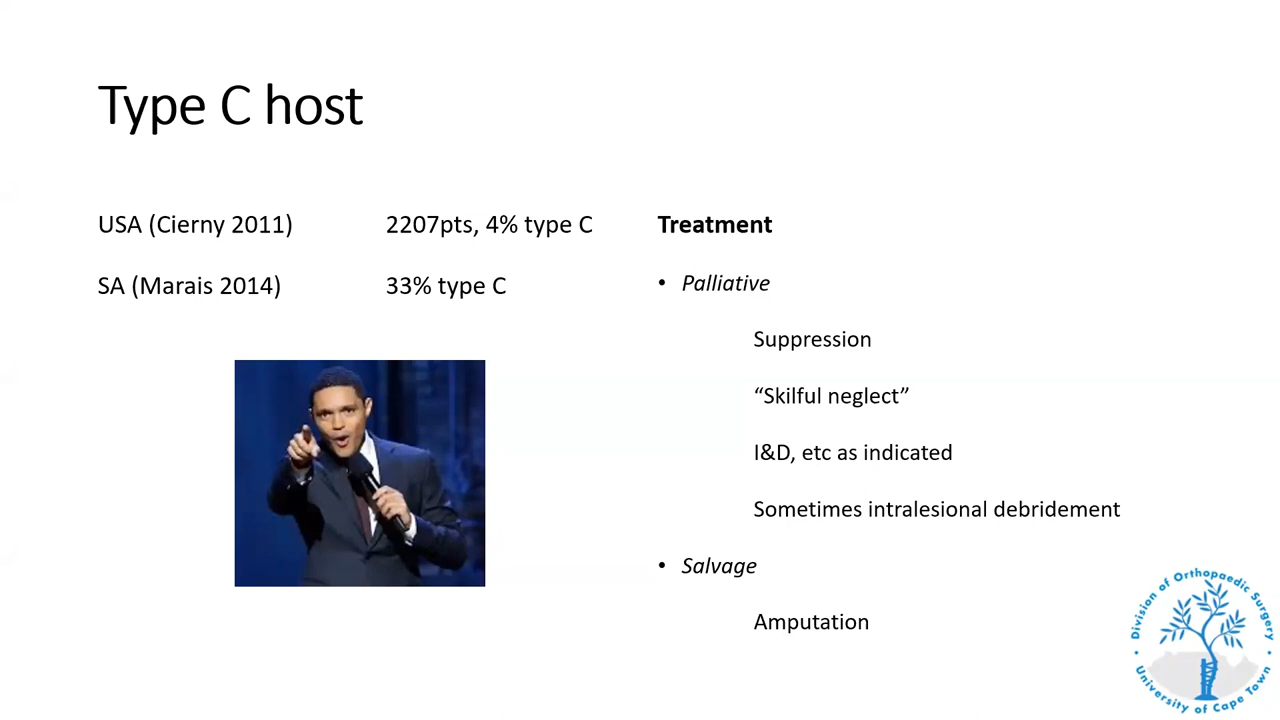 Type C host
USA (Cierny 2011)
2207pts, 4% type C
SA (Marais 2014)
33% type C
Treatment
• Palliative
Suppression
“Skilful neglect”
I&D, etc as indicated
Sometimes intralesional debridement
• Salvage
Amputation
Division of Orthopaedic Surgery
• University of Cape Town •